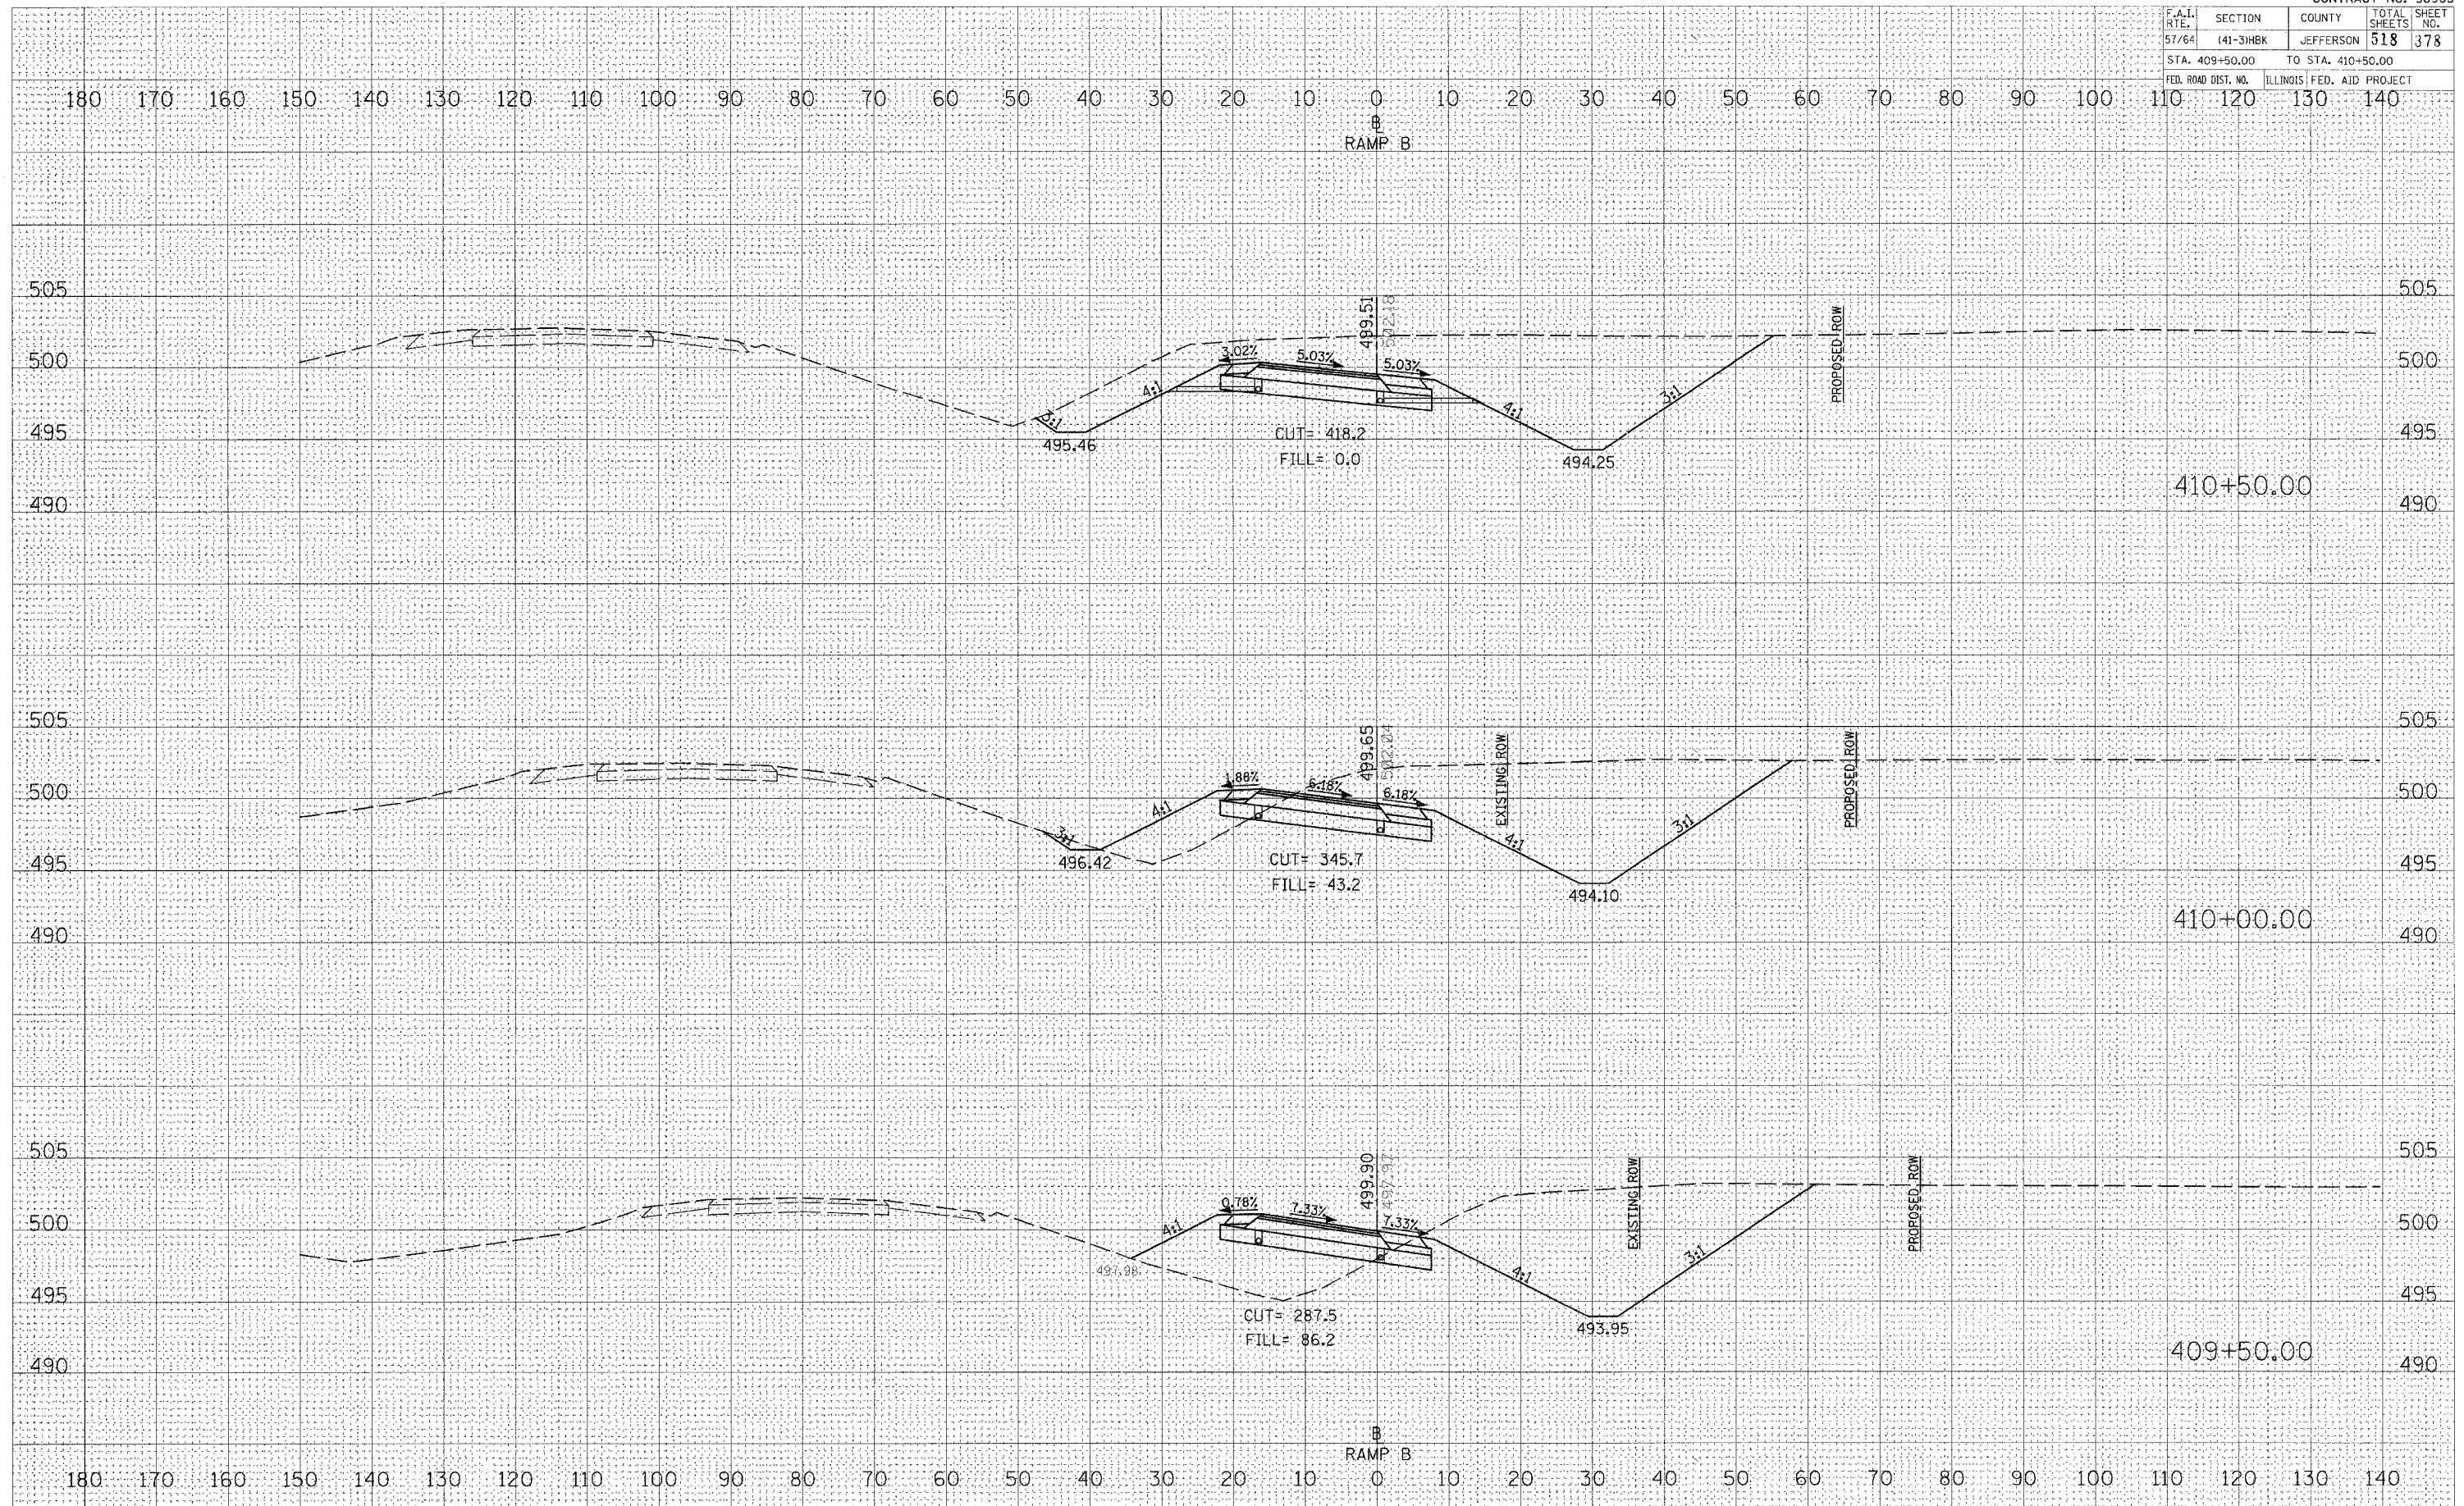 F.A.I. RTE. SECTION COUNTY TOTAL SHEETS SHEET NO.
57/64 (41-3)HBK JEFFERSON 518 378
STA. 409+50.00 TO STA. 410+50.00
FED. ROAD DIST. NO. ILLINOIS FED. AID PROJECT
180 170 160 150 140 130 120 110 100 90 80 70 60 50 40 30 20 10 0 10 20 30 40 50 60 70 80 90 100 110 120 130 140
RAMP B
505 505
499.51
502.18
PROPOSED ROW
500 500
3.02% 5.03% 5.03%
4:1 4:1 3:1
3:1
495 495
495.46
CUT= 418.2
FILL= 0.0
494.25
410+50.00
490 490
505 505
499.65
502.24
EXISTING ROW
PROPOSED ROW
500 500
1.88% 6.18% 6.18%
4:1 3:1
3:1 4:1
495 495
496.42
CUT= 345.7
FILL= 43.2
494.10
410+00.00
490 490
505 505
499.90
497.97
EXISTING ROW
PROPOSED ROW
500 500
0.78% 7.33% 7.33%
4:1 3:1
497.98
4:1
495 495
CUT= 287.5
FILL= 86.2
493.95
409+50.00
490 490
RAMP B
180 170 160 150 140 130 120 110 100 90 80 70 60 50 40 30 20 10 0 10 20 30 40 50 60 70 80 90 100 110 120 130 140